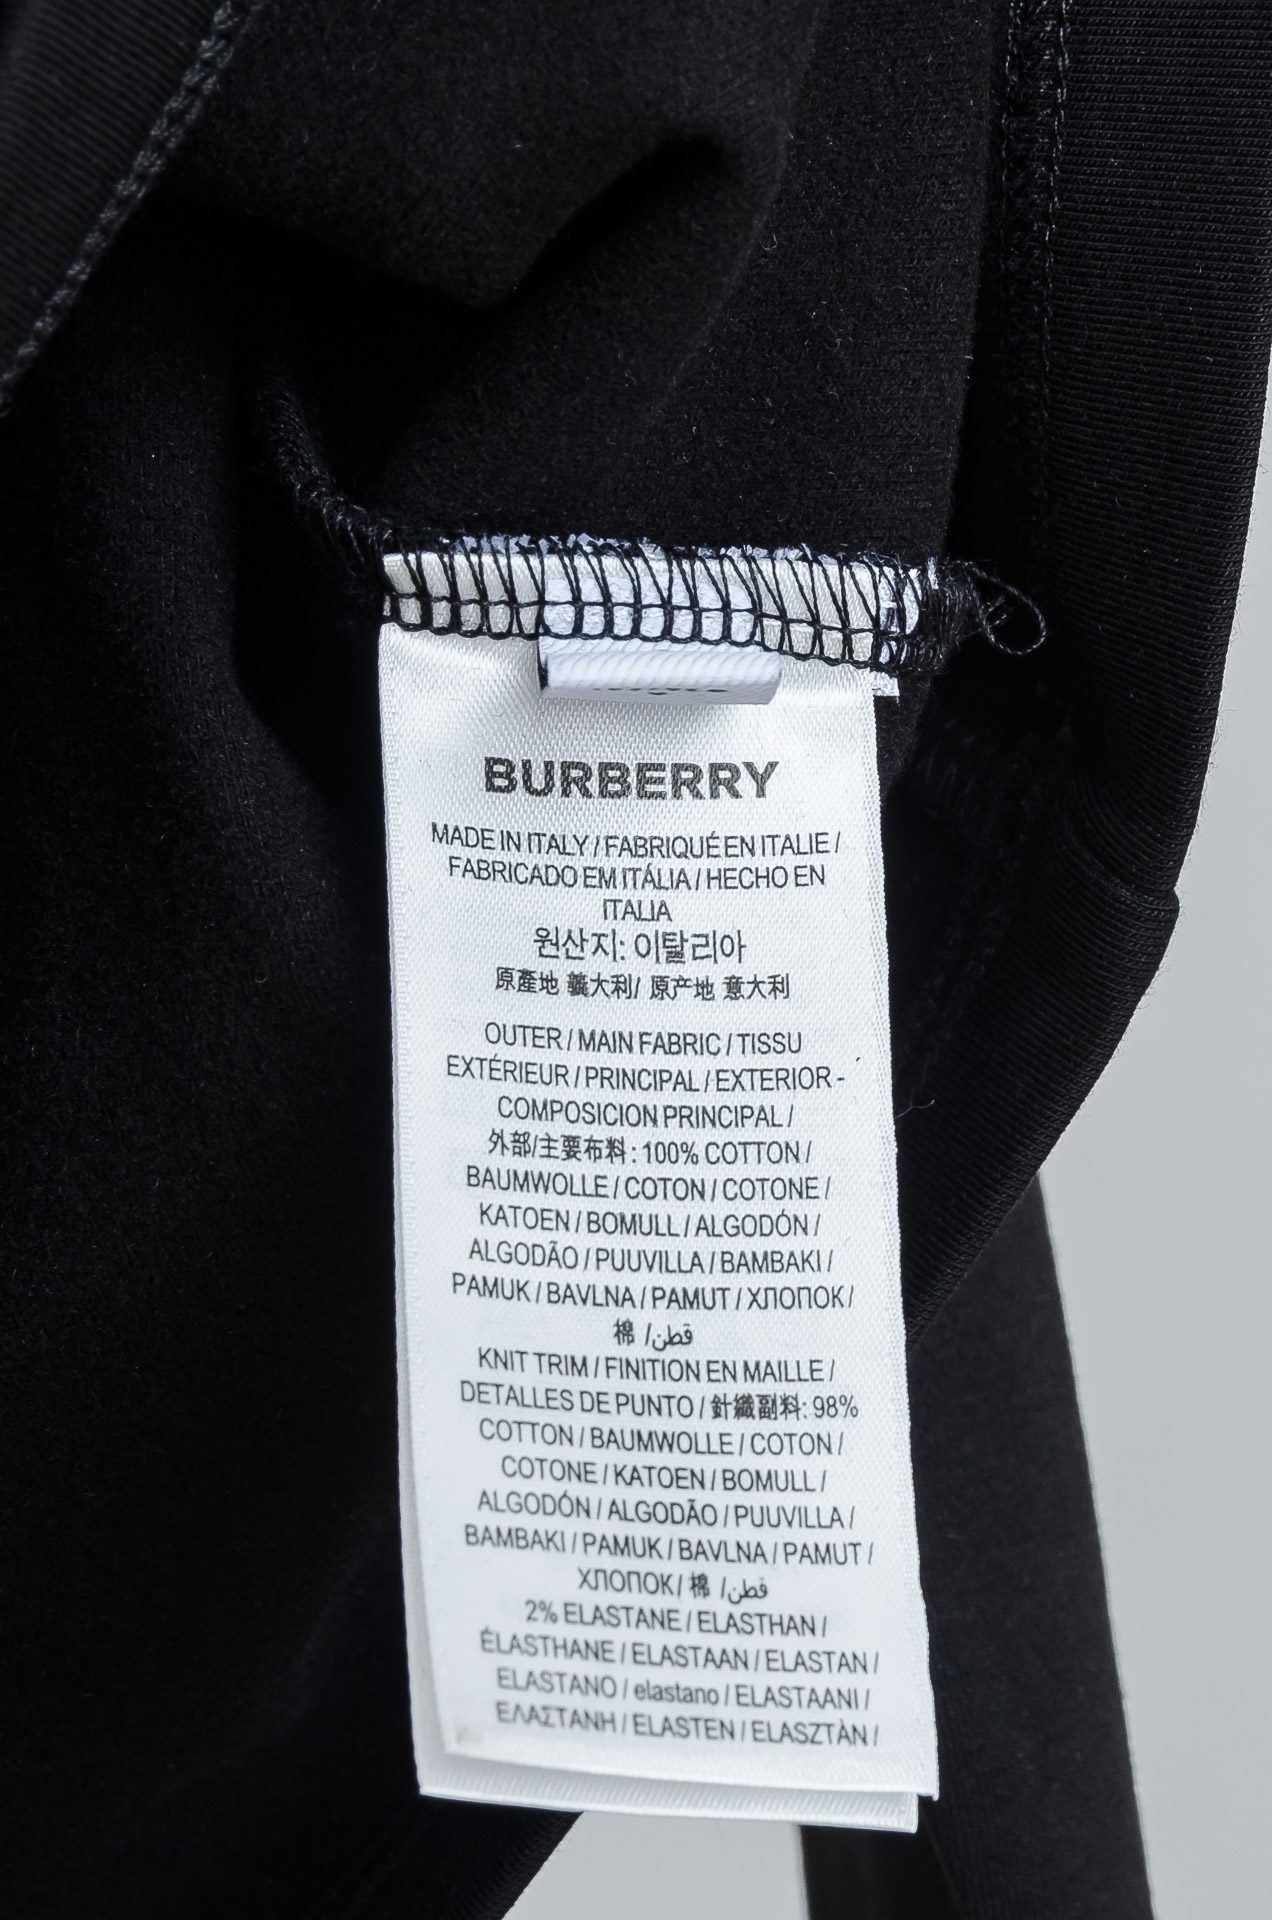 BURBERRY
MADE IN ITALY / FABRIQUÉ EN ITALIE /
FABRICADO EM ITÁLIA / HECHO EN
ITALIA
원산지: 이탈리아
原產地 義大利/ 原产地 意大利
OUTER / MAIN FABRIC / TISSU
EXTÉRIEUR / PRINCIPAL / EXTERIOR -
COMPOSICION PRINCIPAL /
外部/主要布料: 100% COTTON /
BAUMWOLLE / COTON / COTONE /
KATOEN / BOMULL / ALGODÓN /
ALGODÃO / PUUVILLA / BAMBAKI /
PAMUK / BAVLNA / PAMUT / ХЛОПОК /
棉 / قطن
KNIT TRIM / FINITION EN MAILLE /
DETALLES DE PUNTO / 針織副料: 98%
COTTON / BAUMWOLLE / COTON /
COTONE / KATOEN / BOMULL /
ALGODÓN / ALGODÃO / PUUVILLA /
BAMBAKI / PAMUK / BAVLNA / PAMUT /
ХЛОПОК / 棉 / قطن
2% ELASTANE / ELASTHAN /
ÉLASTHANE / ELASTAAN / ELASTAN /
ELASTANO / elastano / ELASTAANI /
ΕΛΑΣΤΑΝΗ / ELASTEN / ELASZTÀN /